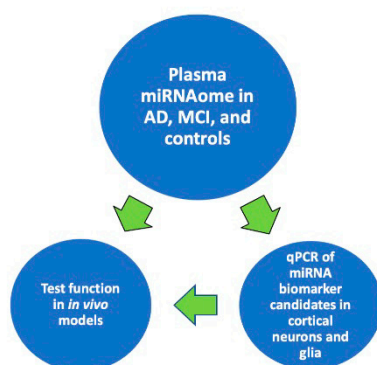 Plasma
miRNAome in
AD, MCI, and
controls
Test function
in in vivo
models
qPCR of
miRNA
biomarker
candidates in
cortical
neurons and
glia